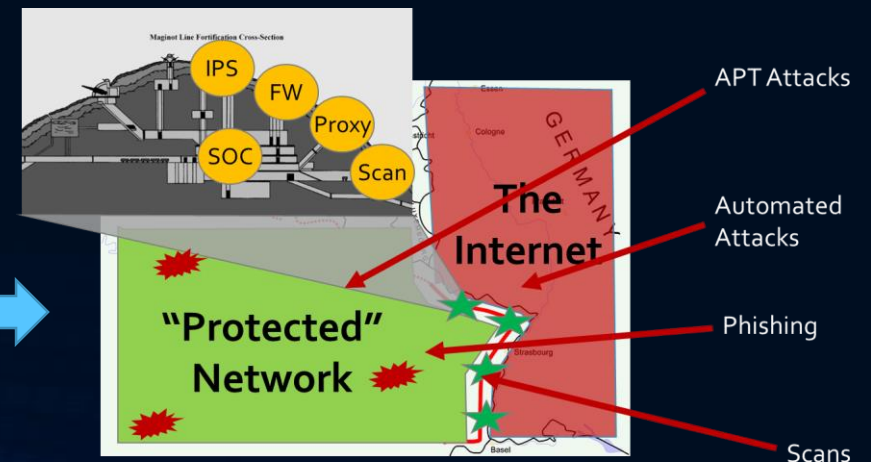 Maginot Line Fortification Cross-Section
IPS
FW
Proxy
SOC
Scan
Essen
Cologne
GERMANY
The
Internet
"Protected"
Network
Strasbourg
Basel
APT Attacks
Automated
Attacks
Phishing
Scans